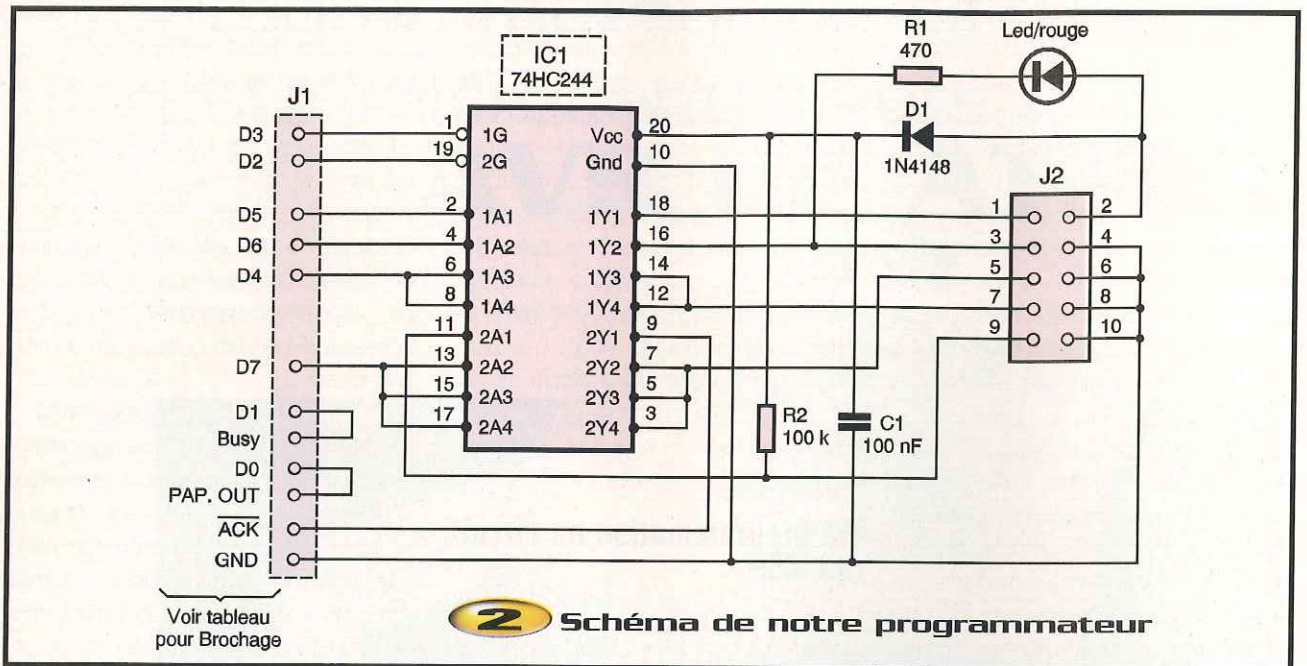 IC1
74HC244
R1
470
Led/rouge
J1
D1
1N4148
J2
D3 1 1G Vcc 20
D2 19 2G Gnd 10
D5 2 1A1 1Y1 18 1 2
D6 4 1A2 1Y2 16 3 4
D4 6 1A3 1Y3 14 5 6
8 1A4 1Y4 12 7 8
11 2A1 2Y1 9 9 10
D7 13 2A2 2Y2 7
15 2A3 2Y3 5
17 2A4 2Y4 3
D1
Busy
D0
PAP. OUT
ACK
GND
R2
100 k
C1
100 nF
Voir tableau
pour Brochage
2 Schéma de notre programmateur